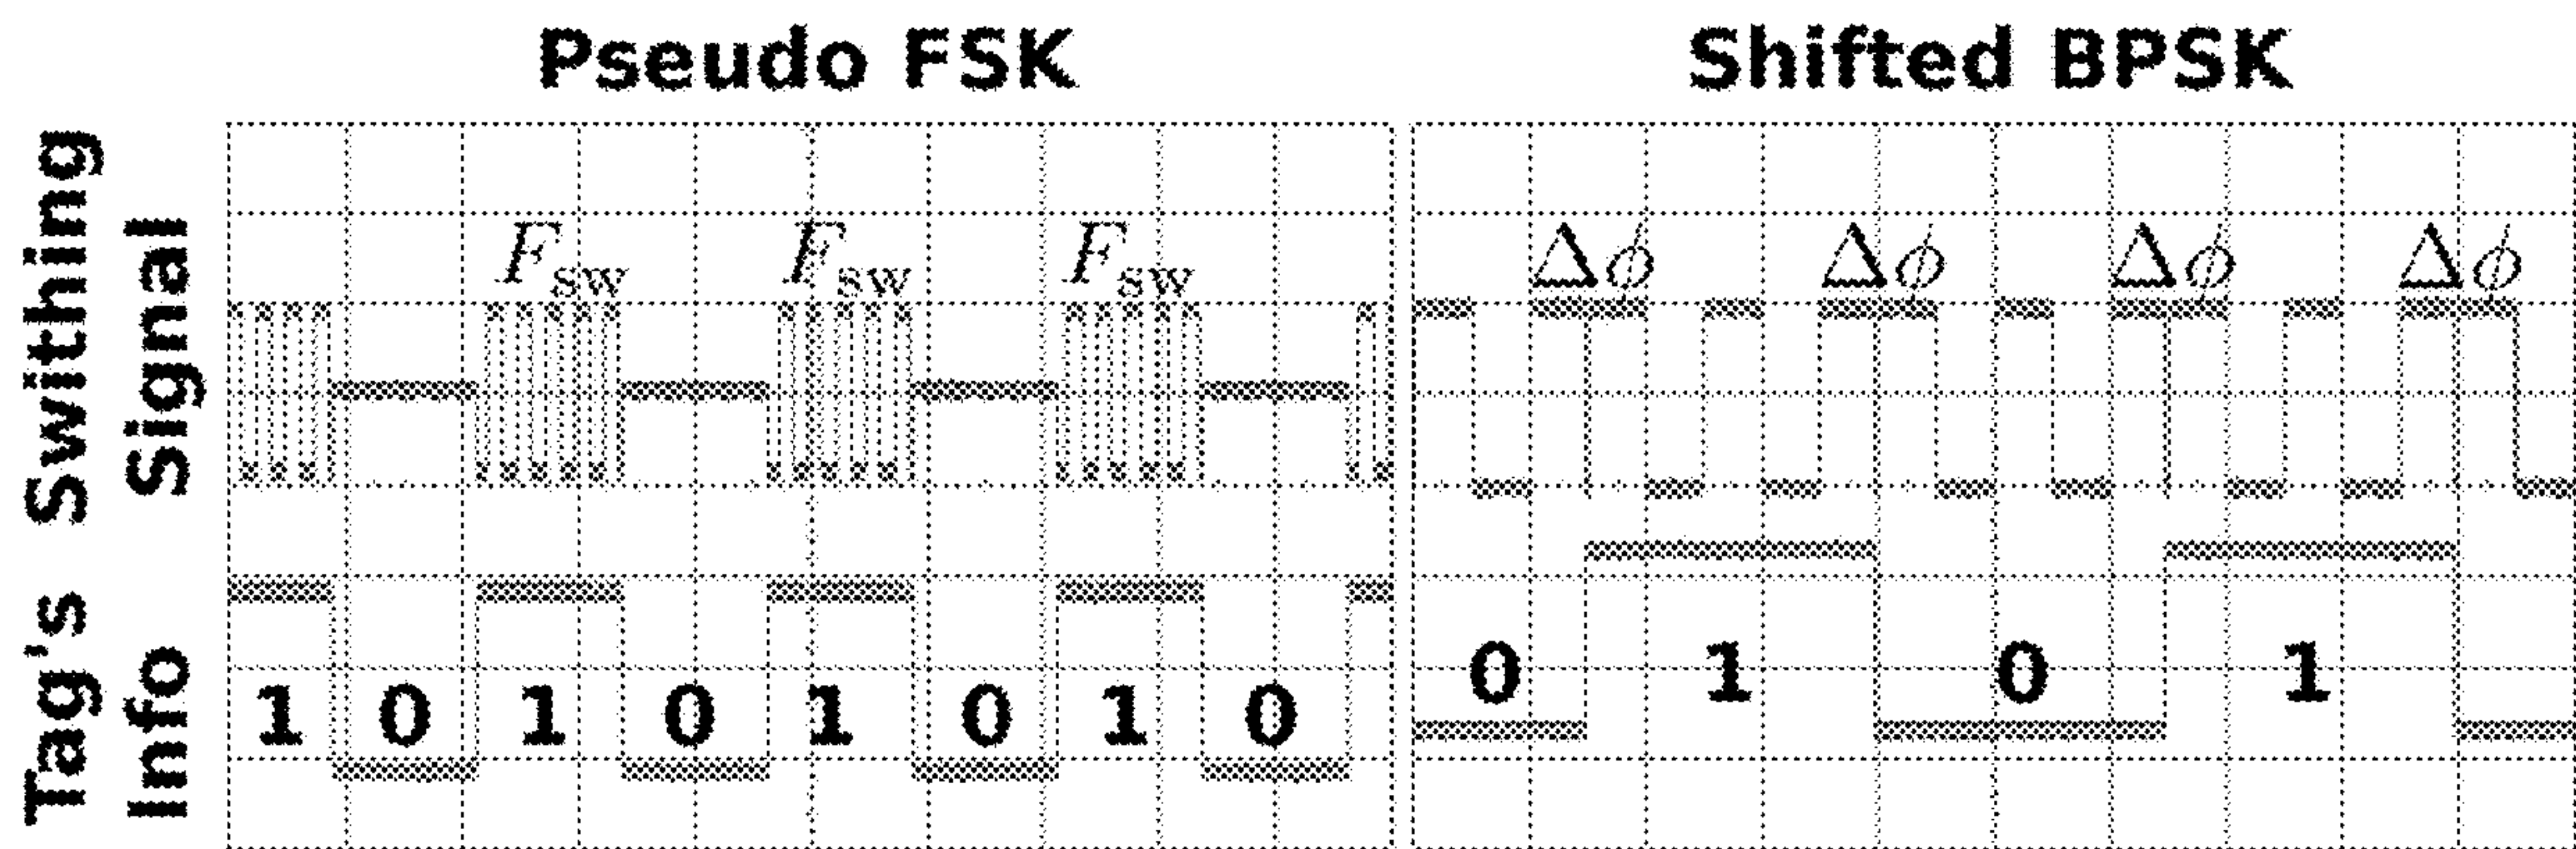 Pseudo FSK
Shifted BPSK
Swithing
Signal
F_sw F_sw F_sw
Δϕ Δϕ Δϕ Δϕ
Tag's
Info
1 0 1 0 1 0 1 0
0 1 0 1